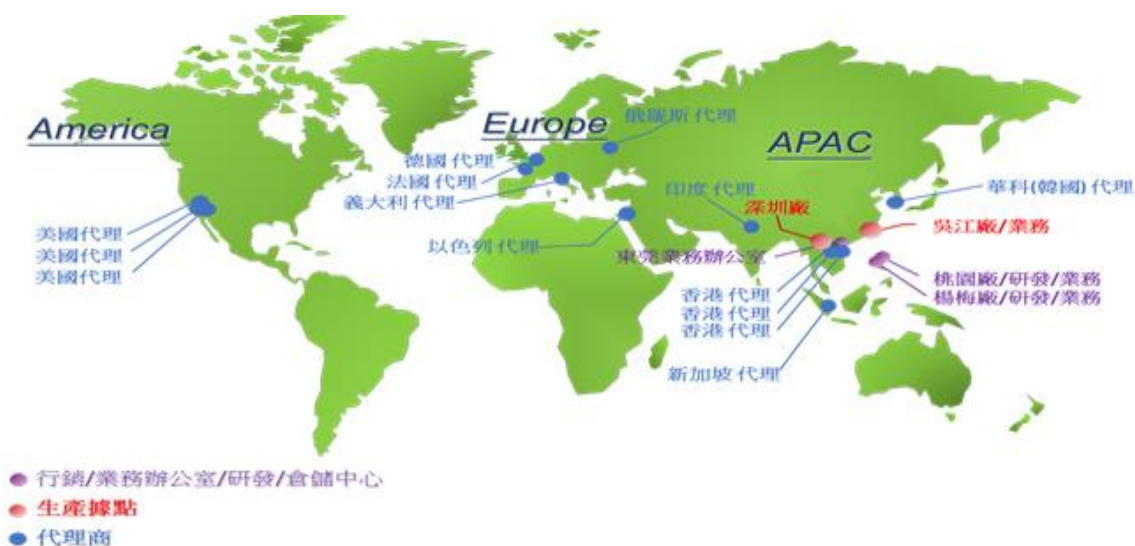 America
Europe
APAC
俄羅斯代理
德國代理
法國代理
義大利代理
印度代理
華科(韓國)代理
深圳廠
吳江廠/業務
美國代理
美國代理
美國代理
以色列代理
東莞業務辦公室
桃園廠/研發/業務
楊梅廠/研發/業務
香港代理
香港代理
香港代理
新加坡代理
行銷/業務辦公室/研發/倉儲中心
生產據點
代理商